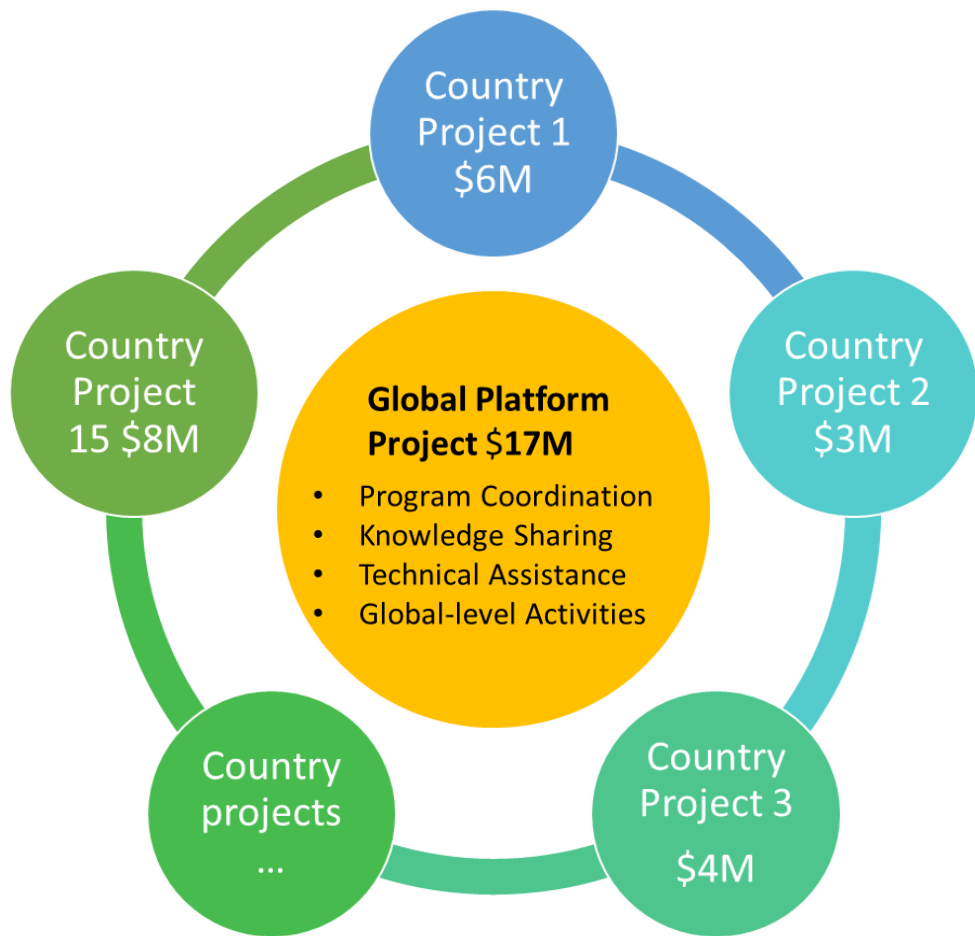 Country
Project 1
$6M
Country
Project
15 $8M
Country
Project 2
$3M
Global Platform
Project $17M
• Program Coordination
• Knowledge Sharing
• Technical Assistance
• Global-level Activities
Country
projects
...
Country
Project 3
$4M